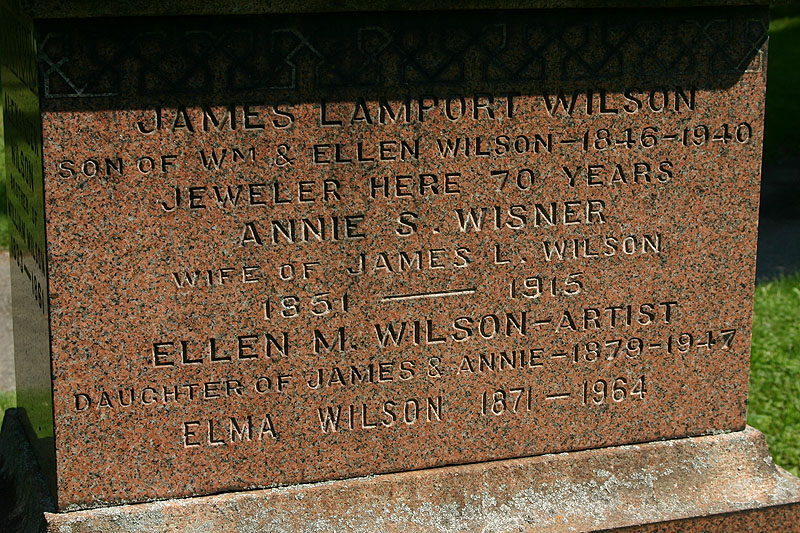 JAMES LAMPORT WILSON
SON OF WM & ELLEN WILSON-1846-1940
JEWELER HERE 70 YEARS
ANNIE S. WISNER
WIFE OF JAMES L. WILSON
1851 — 1915
ELLEN M. WILSON-ARTIST
DAUGHTER OF JAMES & ANNIE-1879-1947
ELMA WILSON 1871-1964